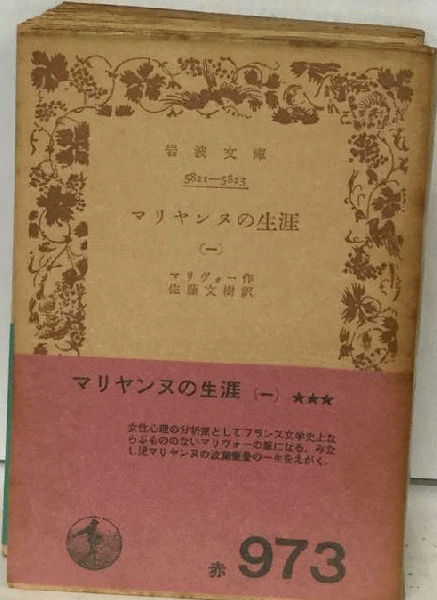 岩波文庫
5821—5823
マリヤンヌの生涯
(一)
マリヴォー作
佐藤文樹訳
マリヤンヌの生涯 (一) ★★★
女性心理の分析家としてフランス文学史上な
らぶもののないマリヴォーの筆になる、みな
し児マリヤンヌの波瀾重畳の一生をえがく。
赤 973